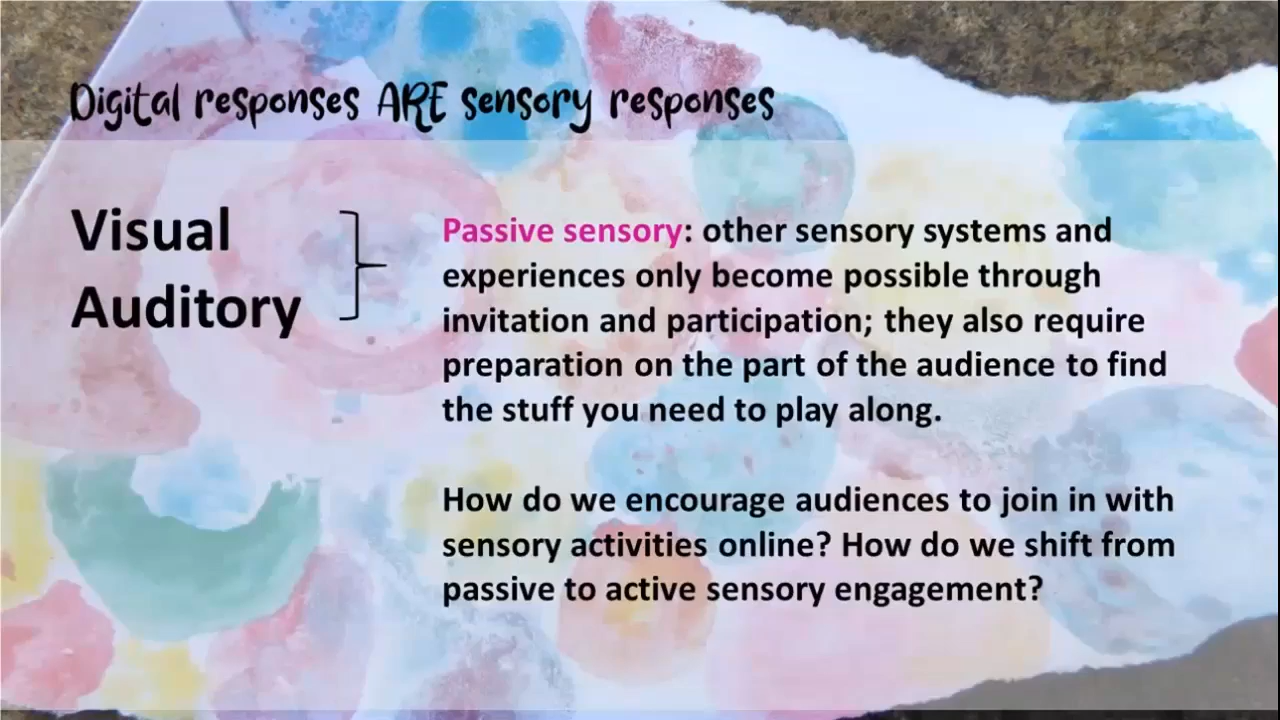 Digital responses ARE sensory responses
Visual
Auditory
Passive sensory: other sensory systems and
experiences only become possible through
invitation and participation; they also require
preparation on the part of the audience to find
the stuff you need to play along.
How do we encourage audiences to join in with
sensory activities online? How do we shift from
passive to active sensory engagement?